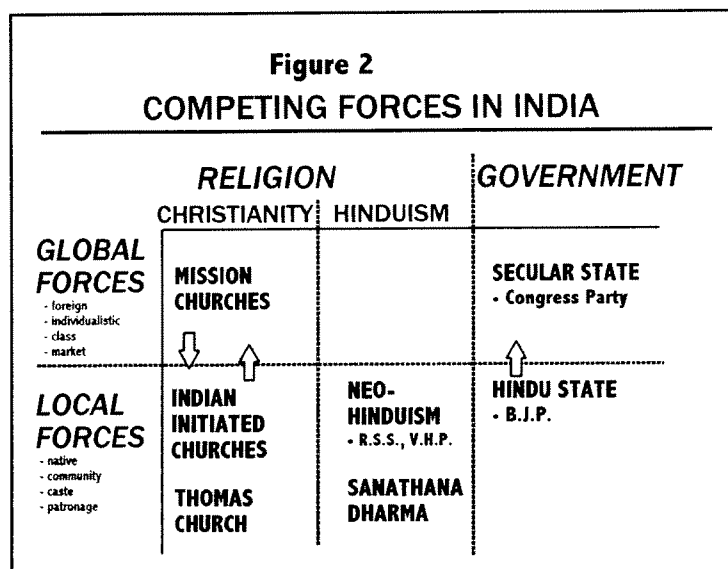 Figure 2
COMPETING FORCES IN INDIA
RELIGION
GOVERNMENT
CHRISTIANITY
HINDUISM
GLOBAL
FORCES
- foreign
- individualistic
- class
- market
MISSION
CHURCHES
SECULAR STATE
- Congress Party
LOCAL
FORCES
- native
- community
- caste
- patronage
INDIAN
INITIATED
CHURCHES
THOMAS
CHURCH
NEO-
HINDUISM
- R.S.S., V.H.P.
SANATHANA
DHARMA
HINDU STATE
- B.J.P.